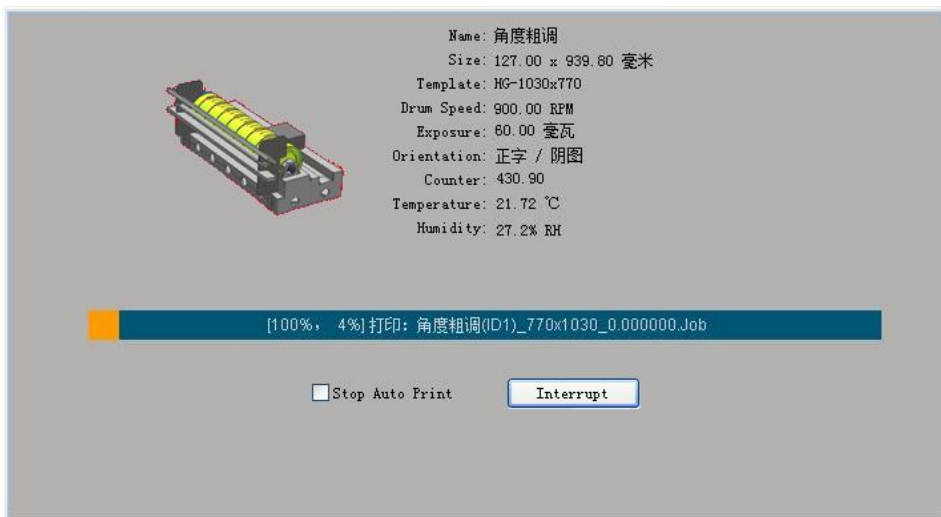 Name: 角度粗调
Size: 127.00 x 939.80 毫米
Template: HG-1030x770
Drum Speed: 900.00 RPM
Exposure: 60.00 毫瓦
Orientation: 正字 / 阴图
Counter: 430.90
Temperature: 21.72 ℃
Humidity: 27.2% RH
[100%, 4%] 打印: 角度粗调(ID1)_770x1030_0.000000.Job
Stop Auto Print
Interrupt